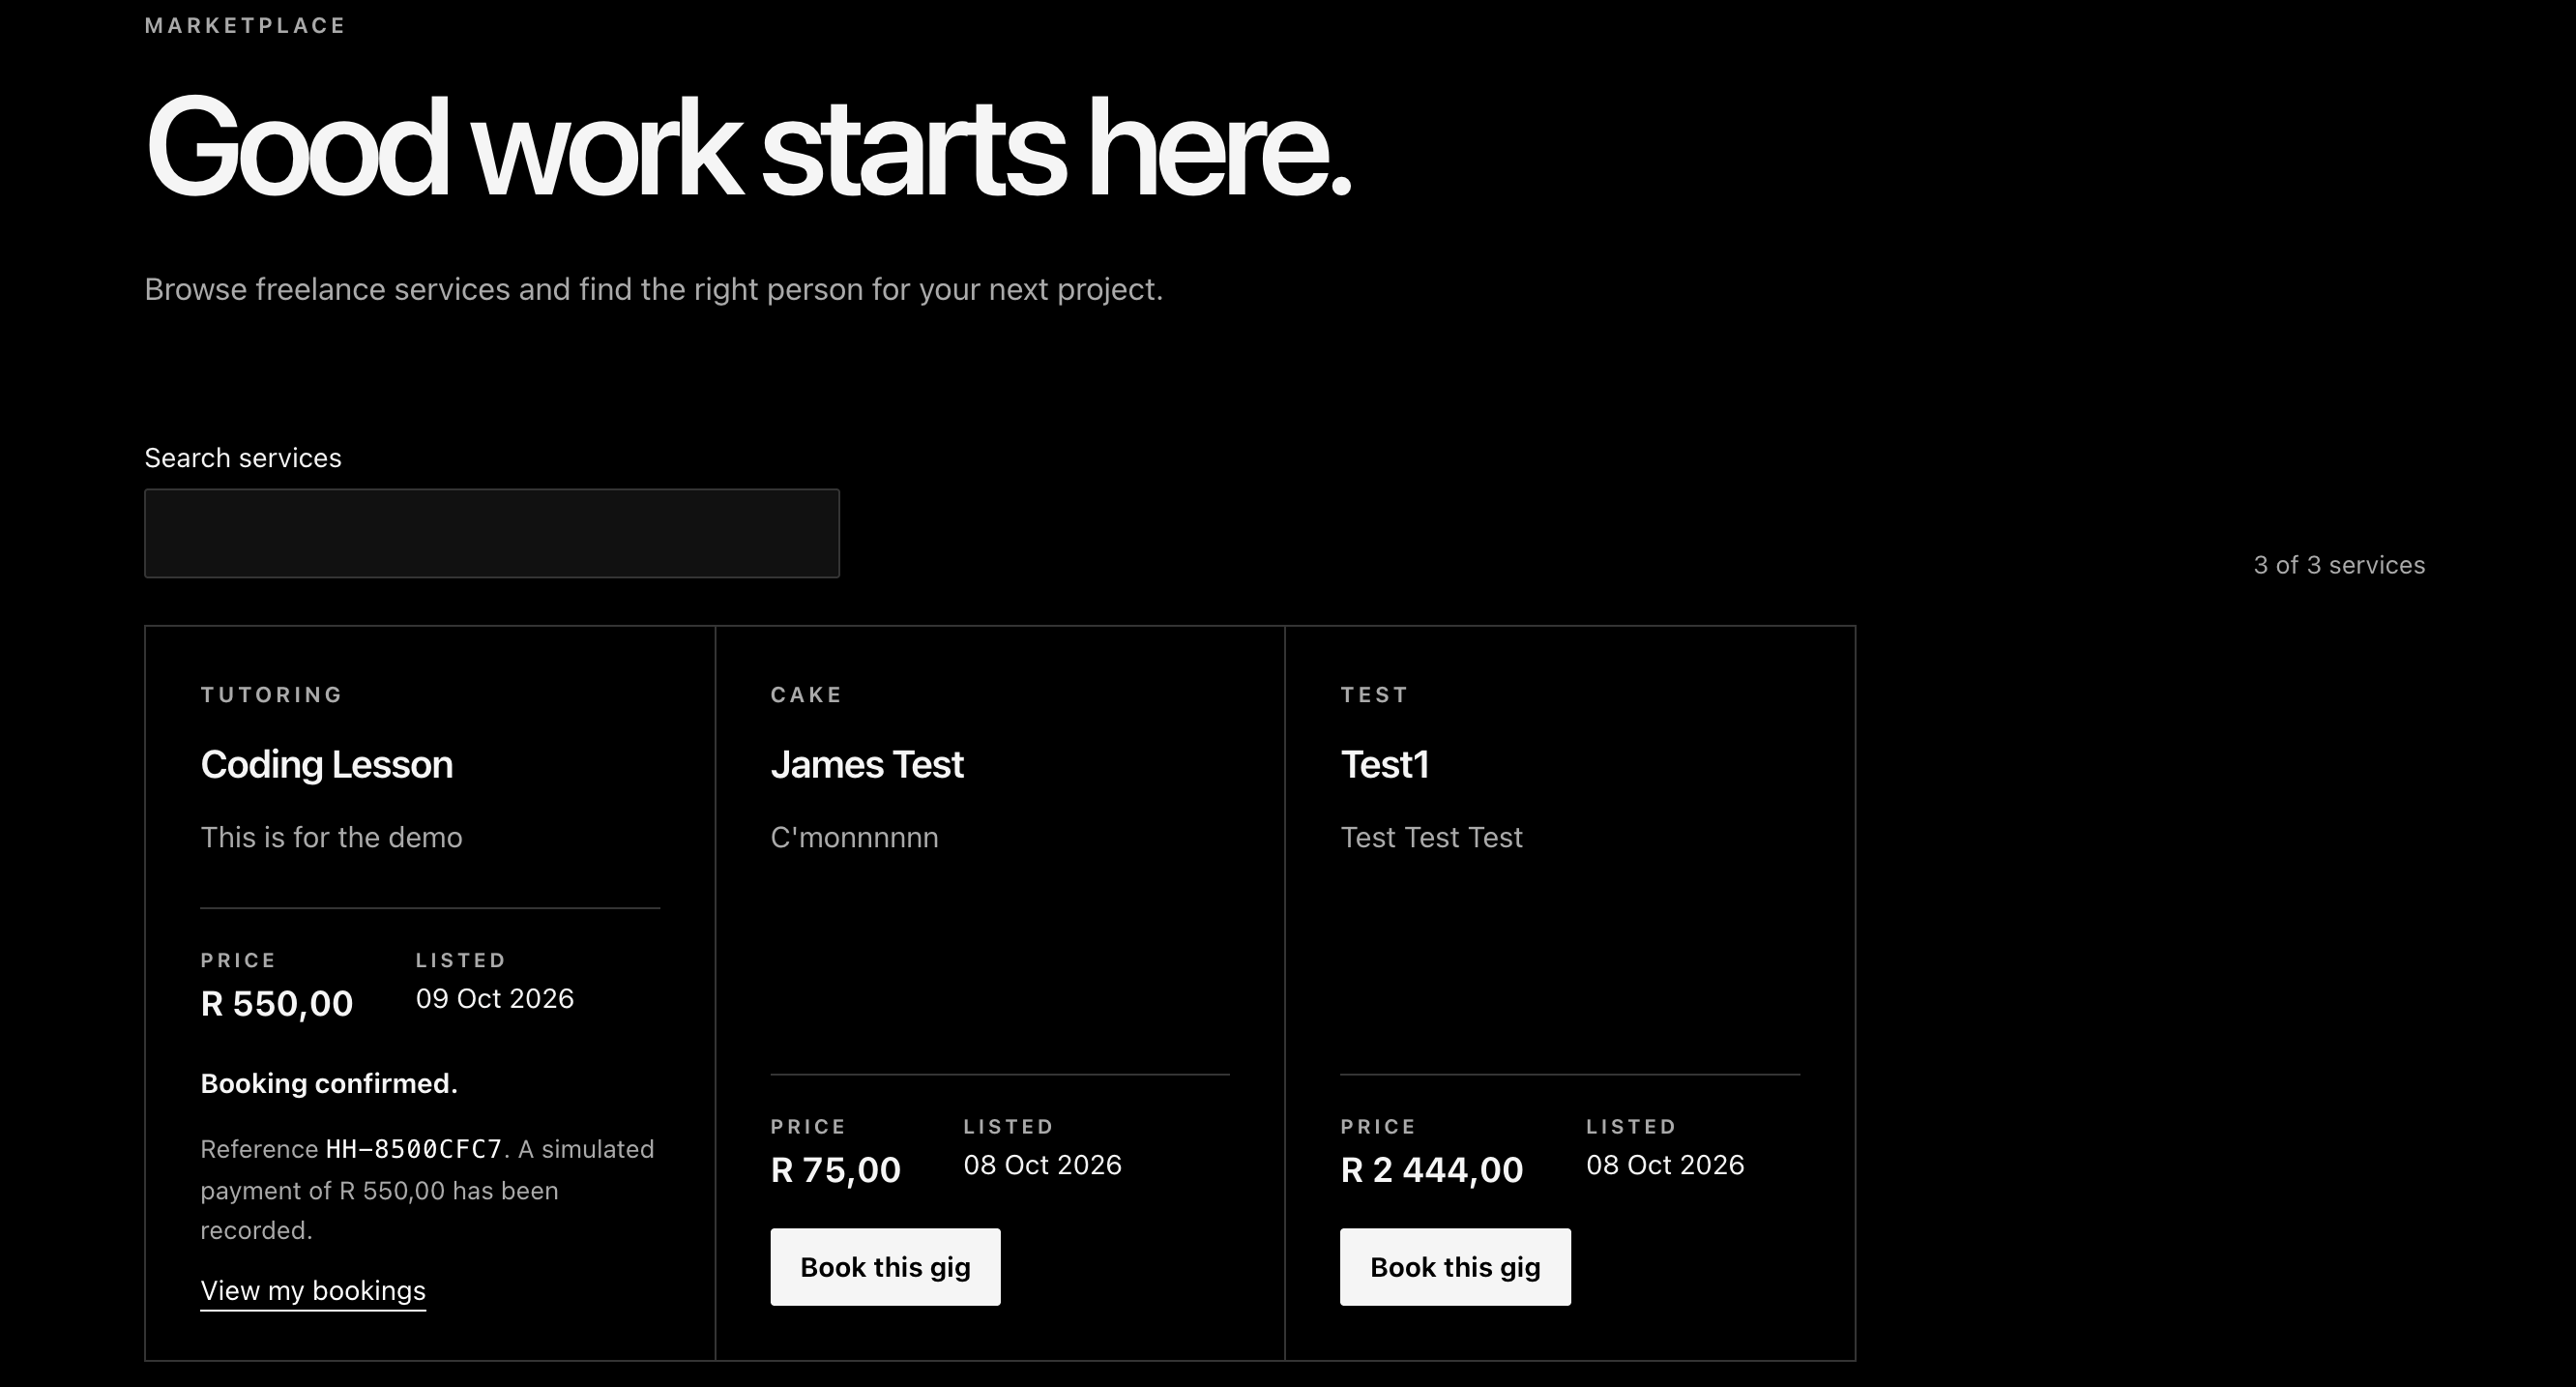 MARKETPLACE
Good work starts here.
Browse freelance services and find the right person for your next project.
Search services
3 of 3 services
TUTORING
Coding Lesson
This is for the demo
PRICE
R 550,00
LISTED
09 Oct 2026
Booking confirmed.
Reference HH-8500CFC7. A simulated
payment of R 550,00 has been
recorded.
View my bookings
CAKE
James Test
C'monnnnnn
PRICE
R 75,00
LISTED
08 Oct 2026
Book this gig
TEST
Test1
Test Test Test
PRICE
R 2 444,00
LISTED
08 Oct 2026
Book this gig